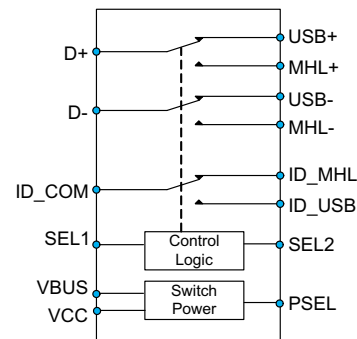 D+
USB+
MHL+
D-
USB-
MHL-
ID_COM
ID_MHL
ID_USB
SEL1
Control
Logic
SEL2
VBUS
VCC
Switch
Power
PSEL